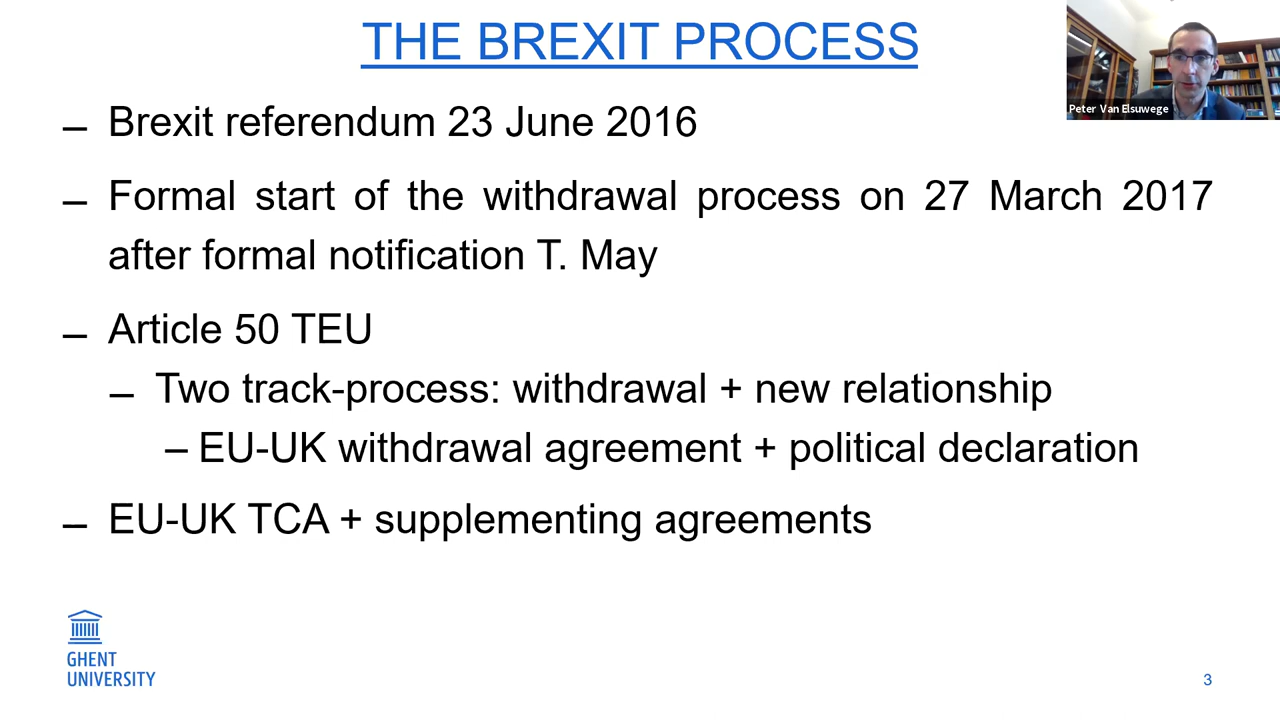 THE BREXIT PROCESS
Peter Van Elsuwege
– Brexit referendum 23 June 2016
– Formal start of the withdrawal process on 27 March 2017
after formal notification T. May
– Article 50 TEU
– Two track-process: withdrawal + new relationship
– EU-UK withdrawal agreement + political declaration
– EU-UK TCA + supplementing agreements
GHENT
UNIVERSITY
3